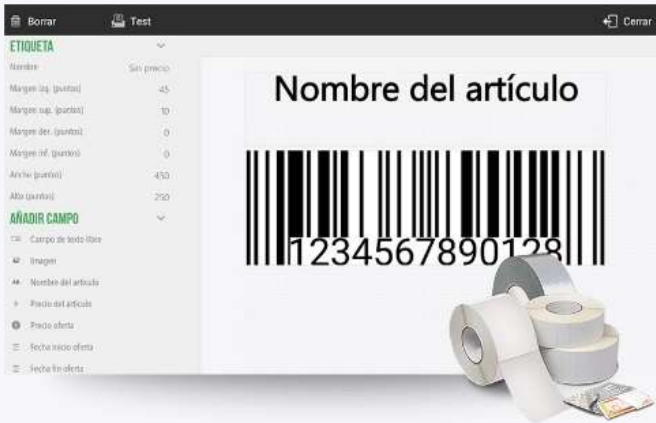 Borrar
Test
Cerrar
ETIQUETA
Nombre
Sin precio
Margen izq. (puntos)
45
Margen sup. (puntos)
10
Margen der. (puntos)
0
Margen inf. (puntos)
0
Ancho (puntos)
450
Alto (puntos)
250
AÑADIR CAMPO
Campo de texto libre
Imagen
Nombre del artículo
Precio del artículo
Precio oferta
Fecha inicio oferta
Fecha fin oferta
Nombre del artículo
1234567890128